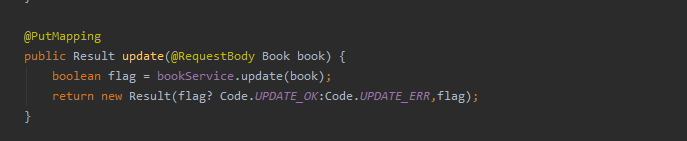 @PutMapping
public Result update(@RequestBody Book book) {
    boolean flag = bookService.update(book);
    return new Result(flag? Code.UPDATE_OK:Code.UPDATE_ERR,flag);
}